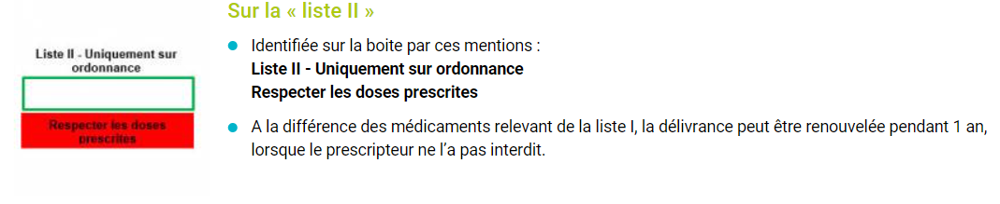 Sur la « liste II »
Liste II - Uniquement sur
ordonnance
Respecter les doses
prescrites
Identifiée sur la boite par ces mentions :
Liste II - Uniquement sur ordonnance
Respecter les doses prescrites
A la différence des médicaments relevant de la liste I, la délivrance peut être renouvelée pendant 1 an,
lorsque le prescripteur ne l’a pas interdit.